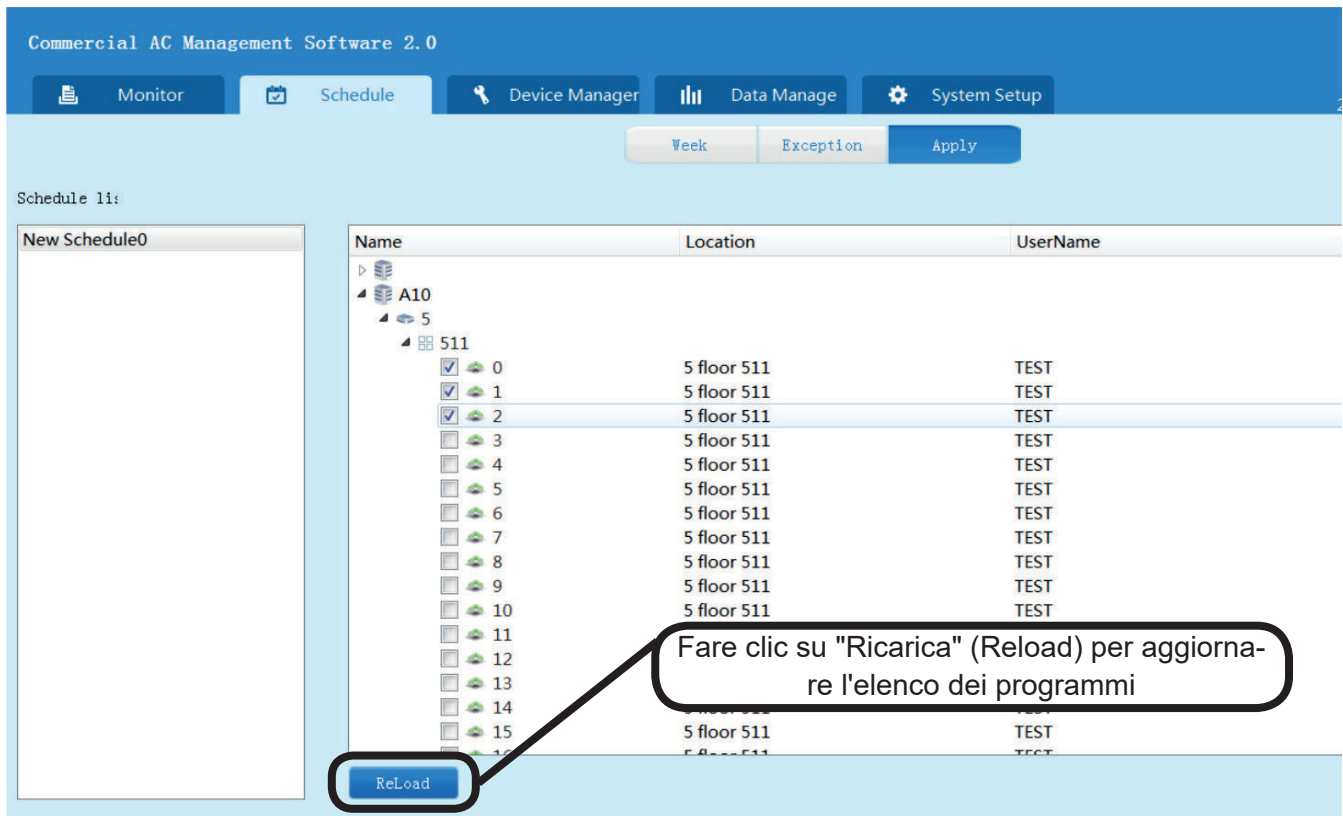 Commercial AC Management Software 2.0
Monitor Schedule Device Manager Data Manage System Setup
2
Week Exception Apply
Schedule li
New Schedule0
Name Location UserName
A10
5
511
0 5 floor 511 TEST
1 5 floor 511 TEST
2 5 floor 511 TEST
3 5 floor 511 TEST
4 5 floor 511 TEST
5 5 floor 511 TEST
6 5 floor 511 TEST
7 5 floor 511 TEST
8 5 floor 511 TEST
9 5 floor 511 TEST
10 5 floor 511 TEST
11
12
13
14
15 5 floor 511 TEST
Fare clic su "Ricarica" (Reload) per aggiorna-
re l'elenco dei programmi
ReLoad